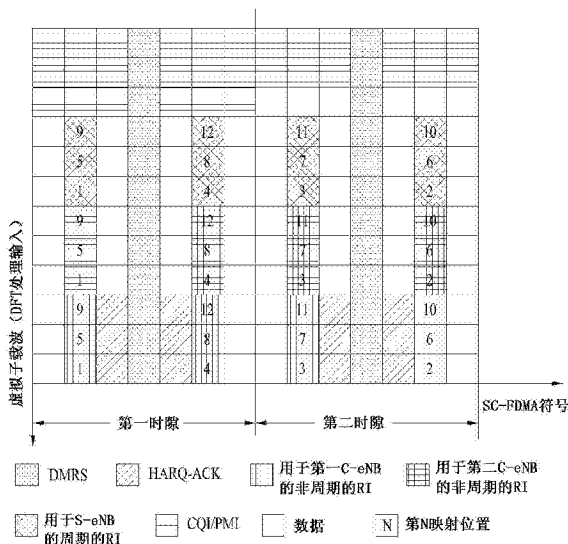 9 12 11 10
5 8 7 6
1 4 3 2
9 12 11 10
5 8 7 6
1 4 3 2
9 12 11 10
5 8 7 6
1 4 3 2
虚拟子载波（DFT处理输入）
SC-FDMA符号
第一时隙
第二时隙
DMRS
HARQ-ACK
用于第一C-eNB
的非周期的RI
用于第二C-eNB
的非周期的RI
用于S-eNB
的周期的RI
CQI/PMI
数据
N
第N映射位置